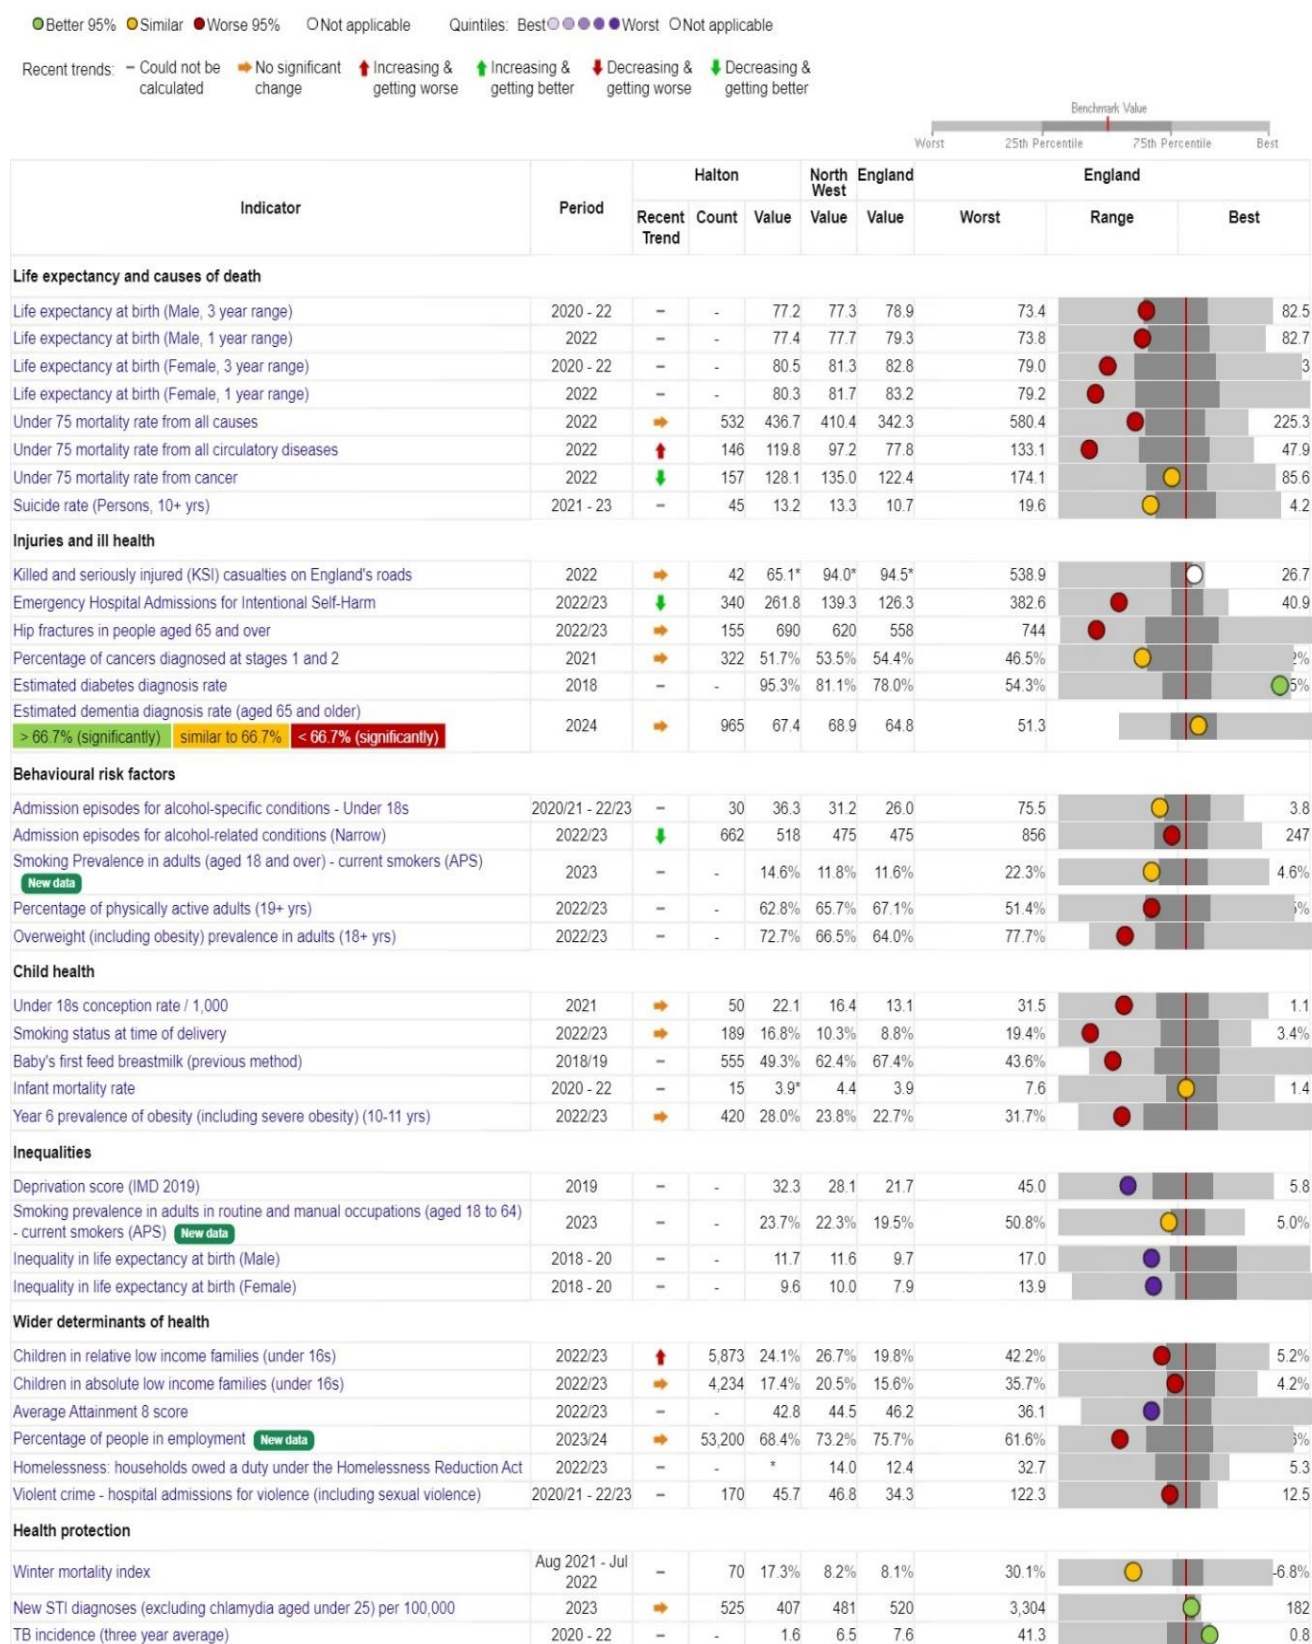 Better 95% Similar Worse 95% Not applicable Quintiles: Best Worst Not applicable
Recent trends: – Could not be calculated No significant change Increasing & getting worse Increasing & getting better Decreasing & getting worse Decreasing & getting better
Benchmark Value
Worst 25th Percentile 75th Percentile Best
Indicator Period Halton North West England England
Recent Trend Count Value Value Value Worst Range Best
Life expectancy and causes of death
Life expectancy at birth (Male, 3 year range) 2020 - 22 – - 77.2 77.3 78.9 73.4 82.5
Life expectancy at birth (Male, 1 year range) 2022 – - 77.4 77.7 79.3 73.8 82.7
Life expectancy at birth (Female, 3 year range) 2020 - 22 – - 80.5 81.3 82.8 79.0 3
Life expectancy at birth (Female, 1 year range) 2022 – - 80.3 81.7 83.2 79.2
Under 75 mortality rate from all causes 2022 532 436.7 410.4 342.3 580.4 225.3
Under 75 mortality rate from all circulatory diseases 2022 146 119.8 97.2 77.8 133.1 47.9
Under 75 mortality rate from cancer 2022 157 128.1 135.0 122.4 174.1 85.6
Suicide rate (Persons, 10+ yrs) 2021 - 23 – 45 13.2 13.3 10.7 19.6 4.2
Injuries and ill health
Killed and seriously injured (KSI) casualties on England's roads 2022 42 65.1* 94.0* 94.5* 538.9 26.7
Emergency Hospital Admissions for Intentional Self-Harm 2022/23 340 261.8 139.3 126.3 382.6 40.9
Hip fractures in people aged 65 and over 2022/23 155 690 620 558 744
Percentage of cancers diagnosed at stages 1 and 2 2021 322 51.7% 53.5% 54.4% 46.5% 2%
Estimated diabetes diagnosis rate 2018 – - 95.3% 81.1% 78.0% 54.3% 5%
Estimated dementia diagnosis rate (aged 65 and older)
> 66.7% (significantly) similar to 66.7% < 66.7% (significantly) 2024 965 67.4 68.9 64.8 51.3
Behavioural risk factors
Admission episodes for alcohol-specific conditions - Under 18s 2020/21 - 22/23 – 30 36.3 31.2 26.0 75.5 3.8
Admission episodes for alcohol-related conditions (Narrow) 2022/23 662 518 475 475 856 247
Smoking Prevalence in adults (aged 18 and over) - current smokers (APS)
New data 2023 – - 14.6% 11.8% 11.6% 22.3% 4.6%
Percentage of physically active adults (19+ yrs) 2022/23 – - 62.8% 65.7% 67.1% 51.4% %
Overweight (including obesity) prevalence in adults (18+ yrs) 2022/23 – - 72.7% 66.5% 64.0% 77.7%
Child health
Under 18s conception rate / 1,000 2021 50 22.1 16.4 13.1 31.5 1.1
Smoking status at time of delivery 2022/23 189 16.8% 10.3% 8.8% 19.4% 3.4%
Baby's first feed breastmilk (previous method) 2018/19 – 555 49.3% 62.4% 67.4% 43.6%
Infant mortality rate 2020 - 22 – 15 3.9* 4.4 3.9 7.6 1.4
Year 6 prevalence of obesity (including severe obesity) (10-11 yrs) 2022/23 420 28.0% 23.8% 22.7% 31.7%
Inequalities
Deprivation score (IMD 2019) 2019 – - 32.3 28.1 21.7 45.0 5.8
Smoking prevalence in adults in routine and manual occupations (aged 18 to 64)
- current smokers (APS) New data 2023 – - 23.7% 22.3% 19.5% 50.8% 5.0%
Inequality in life expectancy at birth (Male) 2018 - 20 – - 11.7 11.6 9.7 17.0
Inequality in life expectancy at birth (Female) 2018 - 20 – - 9.6 10.0 7.9 13.9
Wider determinants of health
Children in relative low income families (under 16s) 2022/23 5,873 24.1% 26.7% 19.8% 42.2% 5.2%
Children in absolute low income families (under 16s) 2022/23 4,234 17.4% 20.5% 15.6% 35.7% 4.2%
Average Attainment 8 score 2022/23 – - 42.8 44.5 46.2 36.1
Percentage of people in employment New data 2023/24 53,200 68.4% 73.2% 75.7% 61.6% %
Homelessness: households owed a duty under the Homelessness Reduction Act 2022/23 – - * 14.0 12.4 32.7 5.3
Violent crime - hospital admissions for violence (including sexual violence) 2020/21 - 22/23 – 170 45.7 46.8 34.3 122.3 12.5
Health protection
Winter mortality index Aug 2021 - Jul 2022 – 70 17.3% 8.2% 8.1% 30.1% -6.8%
New STI diagnoses (excluding chlamydia aged under 25) per 100,000 2023 525 407 481 520 3,304 182
TB incidence (three year average) 2020 - 22 – - 1.6 6.5 7.6 41.3 0.8